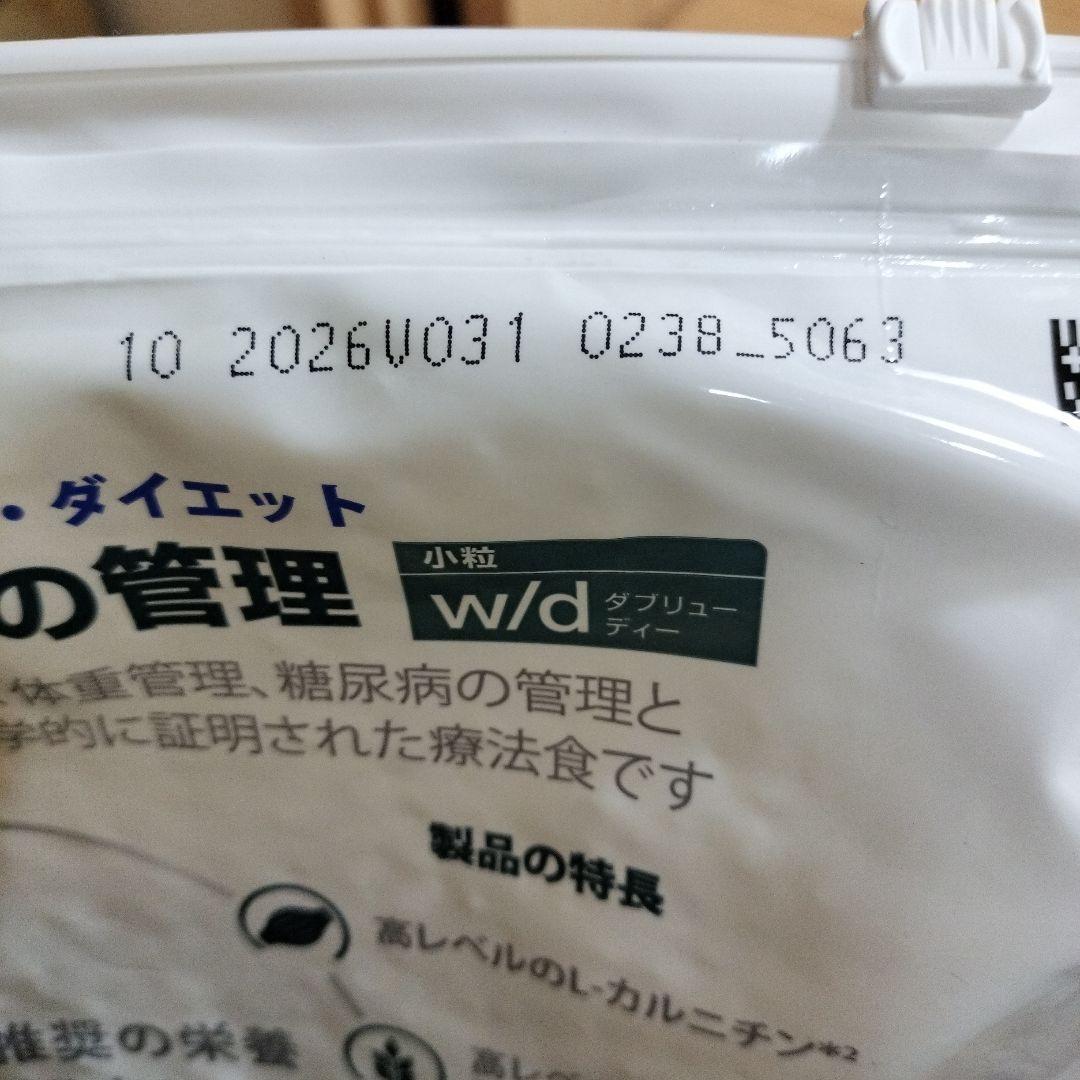 10 2026V031 0238_5063
・ダイエット
の管理
小粒
w/d ダブリュー
ディー
体重管理、糖尿病の管理と
学的に証明された療法食です
製品の特長
高レベルのL-カルニチン*2
推奨の栄養
高レベ